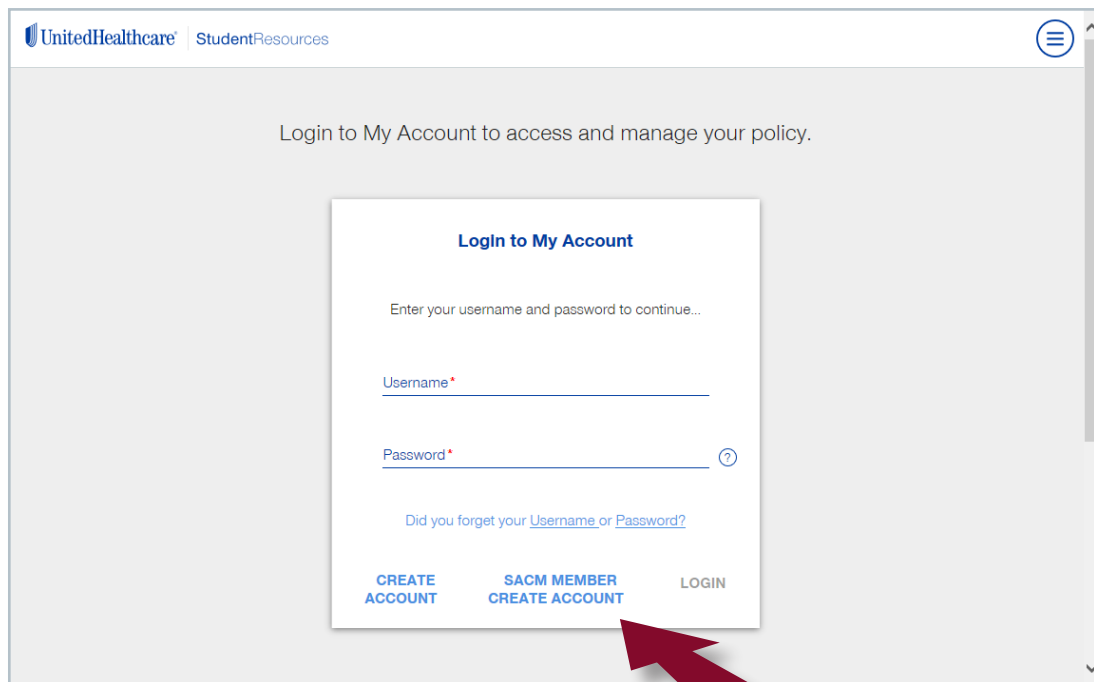 UnitedHealthcare® StudentResources
Login to My Account to access and manage your policy.
Login to My Account
Enter your username and password to continue...
Username*
Password*
?
Did you forget your Username or Password?
CREATE ACCOUNT
SACM MEMBER CREATE ACCOUNT
LOGIN